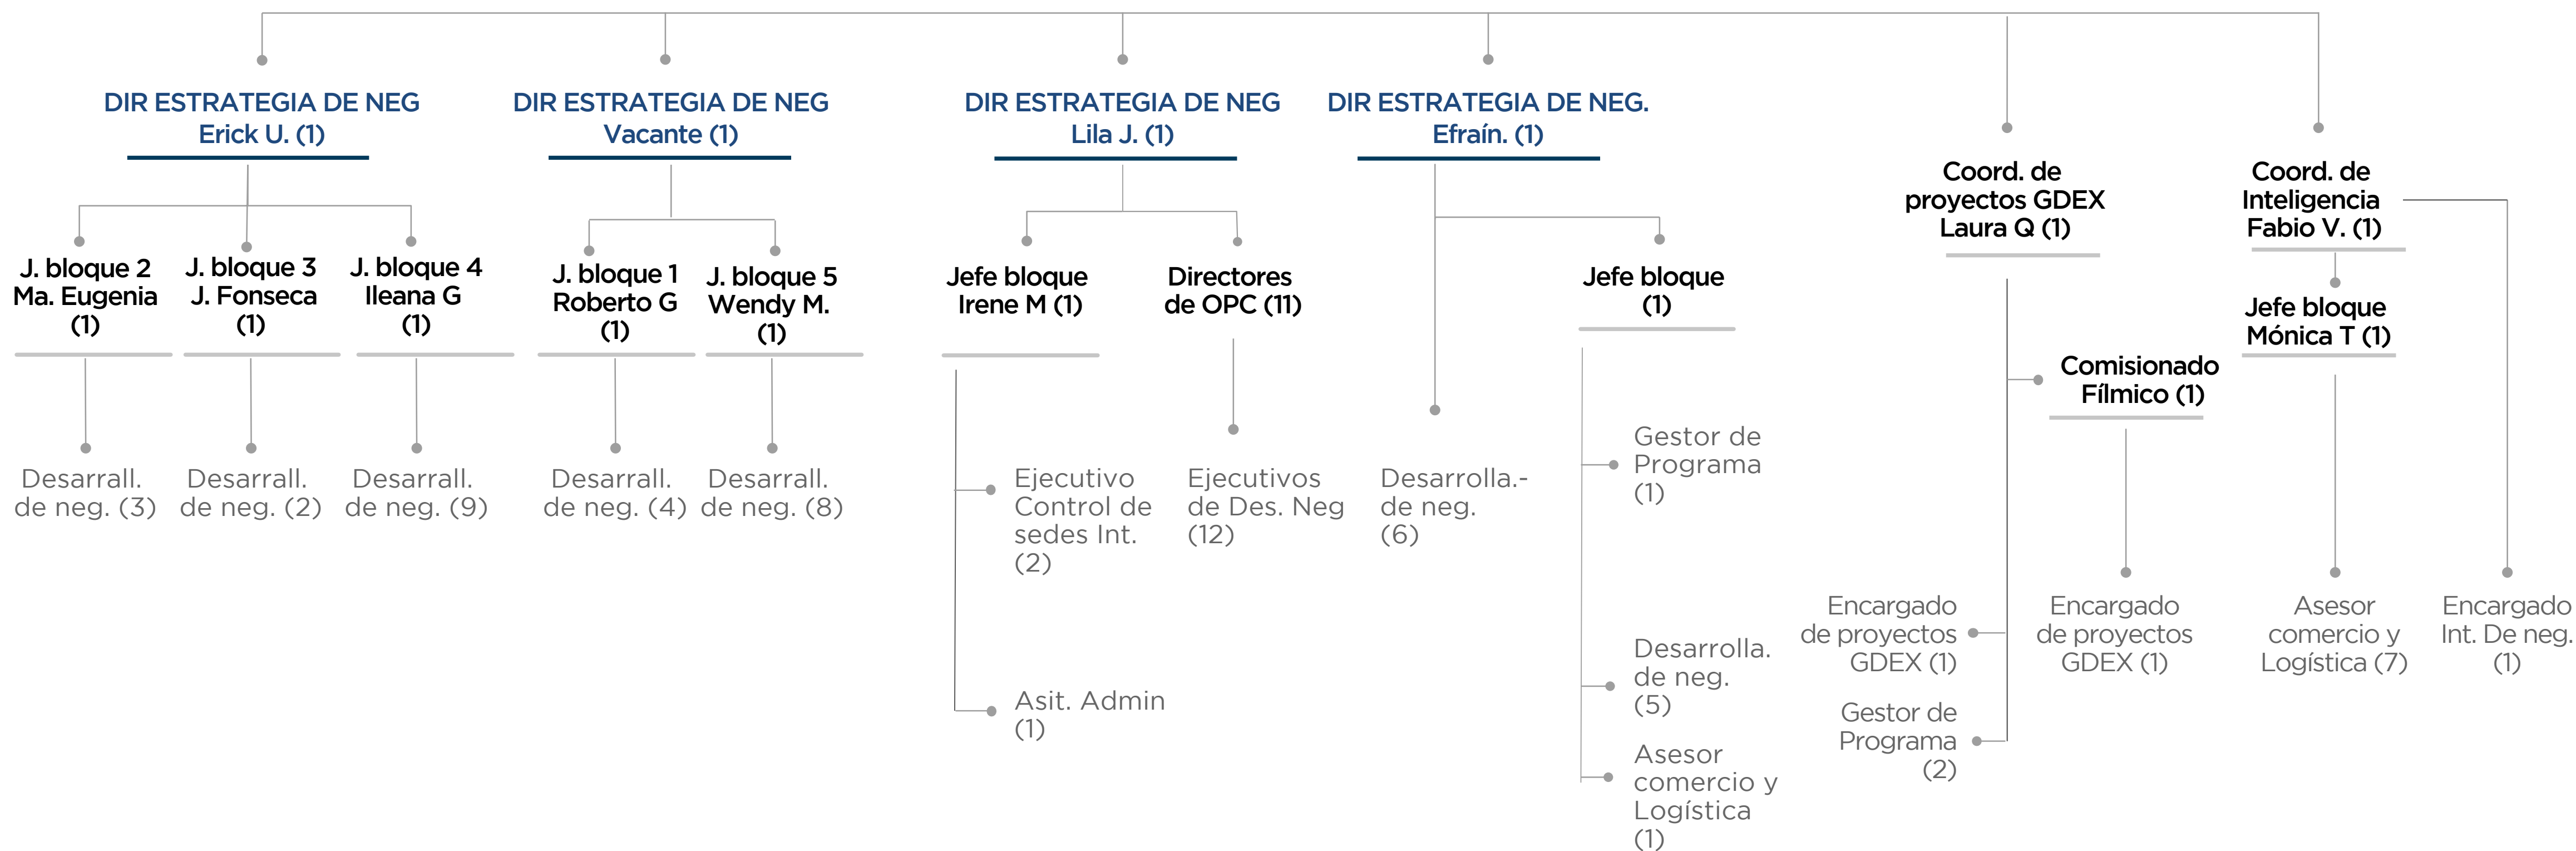 DIR ESTRATEGIA DE NEG
Erick U. (1)
J. bloque 2
Ma. Eugenia
(1)
Desarrall.
de neg. (3)
J. bloque 3
J. Fonseca
(1)
Desarrall.
de neg. (2)
J. bloque 4
Ileana G
(1)
Desarrall.
de neg. (9)
DIR ESTRATEGIA DE NEG
Vacante (1)
J. bloque 1
Roberto G
(1)
Desarrall.
de neg. (4)
J. bloque 5
Wendy M.
(1)
Desarrall.
de neg. (8)
DIR ESTRATEGIA DE NEG
Lila J. (1)
Jefe bloque
Irene M (1)
Ejecutivo
Control de
sedes Int.
(2)
Asit. Admin
(1)
Directores
de OPC (11)
Ejecutivos
de Des. Neg
(12)
DIR ESTRATEGIA DE NEG.
Efraín. (1)
Desarrolla.-
de neg.
(6)
Jefe bloque
(1)
Gestor de
Programa
(1)
Desarrolla.
de neg.
(5)
Asesor
comercio y
Logística
(1)
Coord. de
proyectos GDEX
Laura Q (1)
Comisionado
Fílmico (1)
Encargado
de proyectos
GDEX (1)
Gestor de
Programa
(2)
Encargado
de proyectos
GDEX (1)
Coord. de
Inteligencia
Fabio V. (1)
Jefe bloque
Mónica T (1)
Asesor
comercio y
Logística (7)
Encargado
Int. De neg.
(1)